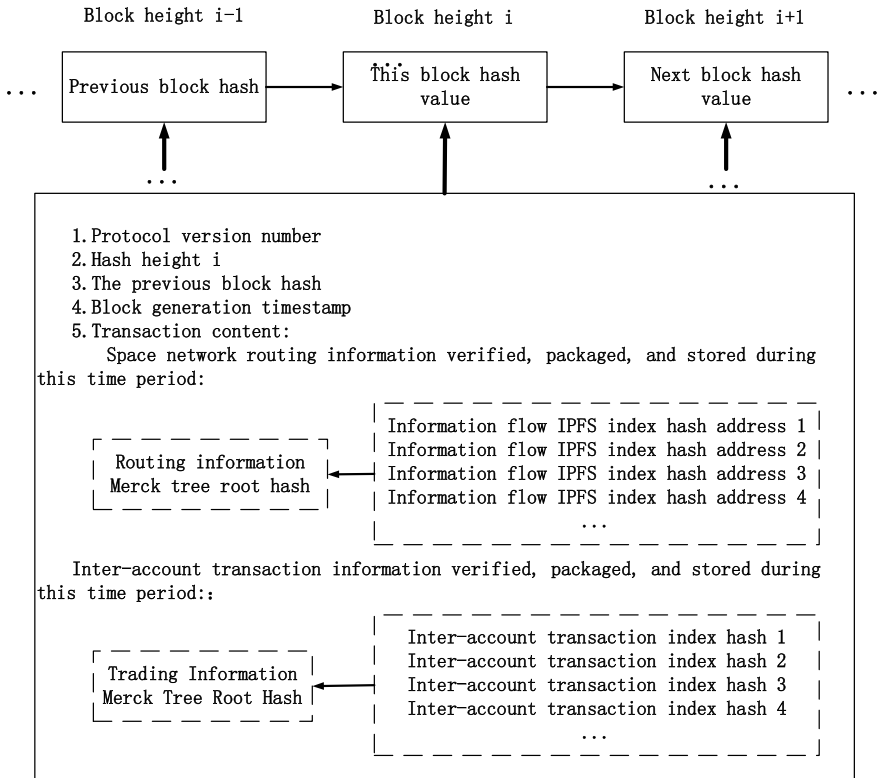 Block height i-1
Block height i
Block height i+1
...
Previous block hash
...
This block hash
value
Next block hash
value
...
...
...
1.Protocol version number
2.Hash height i
3.The previous block hash
4.Block generation timestamp
5.Transaction content:
Space network routing information verified, packaged, and stored during
this time period:
Routing information
Merck tree root hash
Information flow IPFS index hash address 1
Information flow IPFS index hash address 2
Information flow IPFS index hash address 3
Information flow IPFS index hash address 4
...
Inter-account transaction information verified, packaged, and stored during
this time period::
Trading Information
Merck Tree Root Hash
Inter-account transaction index hash 1
Inter-account transaction index hash 2
Inter-account transaction index hash 3
Inter-account transaction index hash 4
...